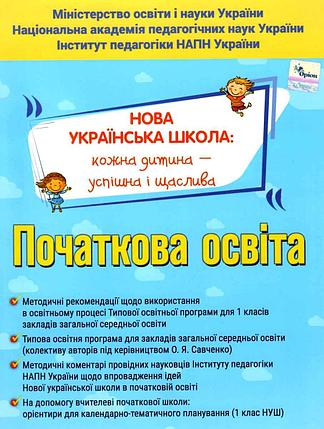 Міністерство освіти і науки України
Національна академія педагогічних наук України
Інститут педагогіки НАПН України
Оріон
НОВА
УКРАЇНСЬКА ШКОЛА:
кожна дитина —
успішна і щаслива
Початкова освіта
Методичні рекомендації щодо використання
в освітньому процесі Типової освітньої програми для 1 класів
закладів загальної середньої освіти
Типова освітня програма для закладів загальної середньої освіти
(колективу авторів під керівництвом О. Я. Савченко)
Методичні коментарі провідних науковців Інституту педагогіки
НАПН України щодо впровадження ідей
Нової української школи в початковій освіті
На допомогу вчителеві початкової школи:
орієнтири для календарно-тематичного планування (1 клас НУШ)